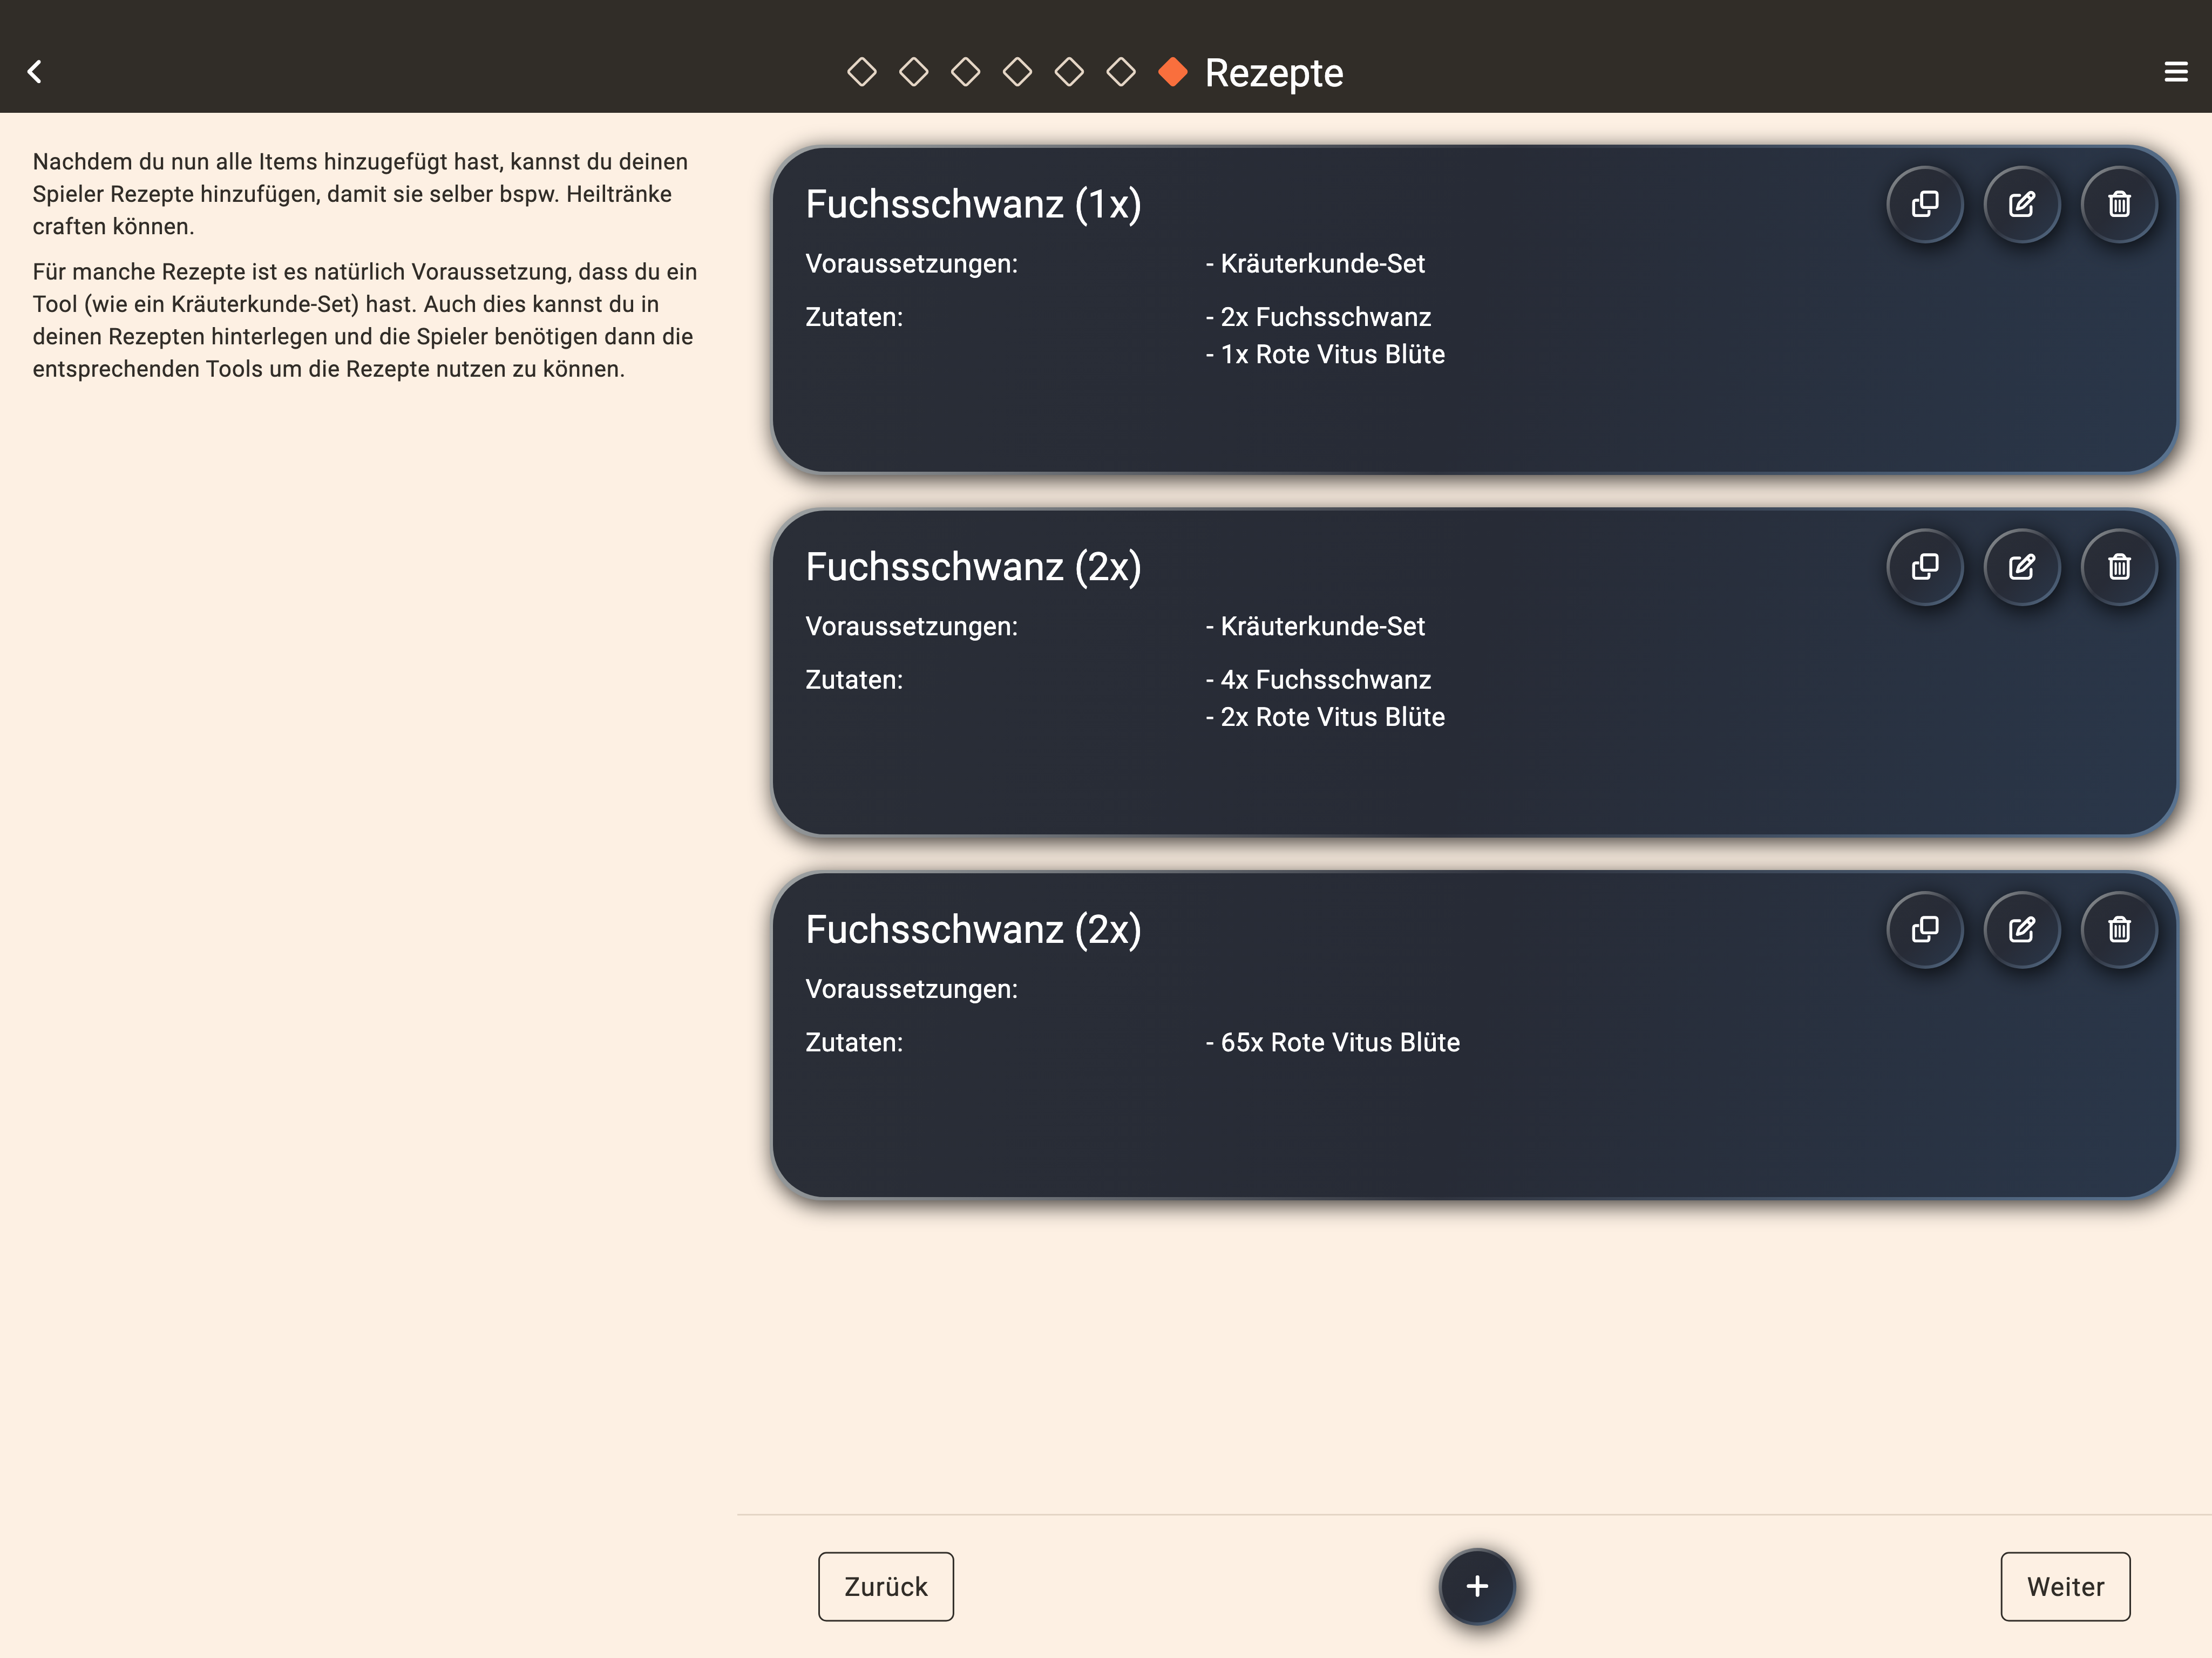 Rezepte
Nachdem du nun alle Items hinzugefügt hast, kannst du deinen
Spieler Rezepte hinzufügen, damit sie selber bspw. Heiltränke
craften können.
Für manche Rezepte ist es natürlich Voraussetzung, dass du ein
Tool (wie ein Kräuterkunde-Set) hast. Auch dies kannst du in
deinen Rezepten hinterlegen und die Spieler benötigen dann die
entsprechenden Tools um die Rezepte nutzen zu können.
Fuchsschwanz (1x)
Voraussetzungen: - Kräuterkunde-Set
Zutaten: - 2x Fuchsschwanz
- 1x Rote Vitus Blüte
Fuchsschwanz (2x)
Voraussetzungen: - Kräuterkunde-Set
Zutaten: - 4x Fuchsschwanz
- 2x Rote Vitus Blüte
Fuchsschwanz (2x)
Voraussetzungen:
Zutaten: - 65x Rote Vitus Blüte
Zurück + Weiter